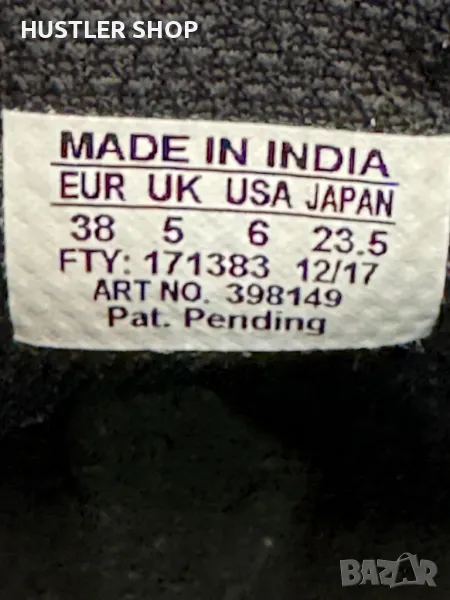 HUSTLER SHOP
MADE IN INDIA
EUR UK USA JAPAN
38 5 6 23.5
FTY: 171383 12/17
ART NO. 398149
Pat. Pending
BAZAR